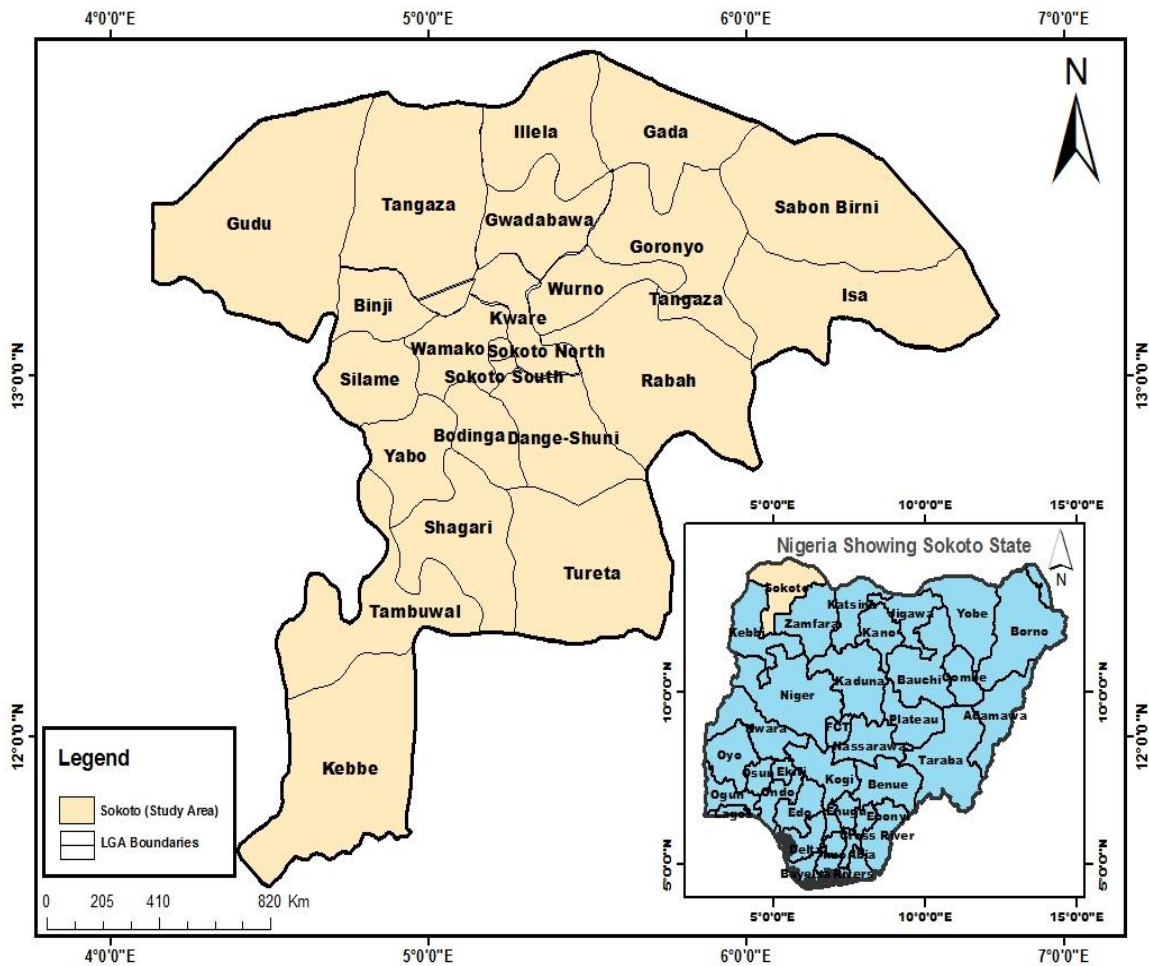 4°0'0"E 5°0'0"E 6°0'0"E 7°0'0"E
N
Illela
Gada
Tangaza
Sabon Birni
Gudu
Gwadabawa
Goronyo
Wurno
Tangaza
Isa
Binji
Kware
Wamako
Sokoto North
13°0'0"N
13°0'0"N
Silame
Sokoto South
Rabah
Bodinga
Dange-Shuni
Yabo
Shagari
Tureta
Tambuwal
Kebbe
12°0'0"N
12°0'0"N
Legend
Sokoto (Study Area)
LGA Boundaries
0 205 410 820 Km
5°0'0"E 10°0'0"E 15°0'0"E
Nigeria Showing Sokoto State
N
Sokoto
Katsina
Jigawa
Yobe
Zamfara
Kebbi
Kano
Borno
Kaduna
Bauchi
Gombe
Niger
10°0'0"N
10°0'0"N
Plateau
Adamawa
Kwara
FCT
Nassarawa
Oyo
Taraba
Osun
Ekiti
Kogi
Benue
Ogun
Ondo
Lagos
Edo
Enugu
Ebonyi
Cross River
Delta
Abia
Bayelsa
Rivers
5°0'0"N
5°0'0"N
5°0'0"E 10°0'0"E 15°0'0"E
4°0'0"E 5°0'0"E 6°0'0"E 7°0'0"E